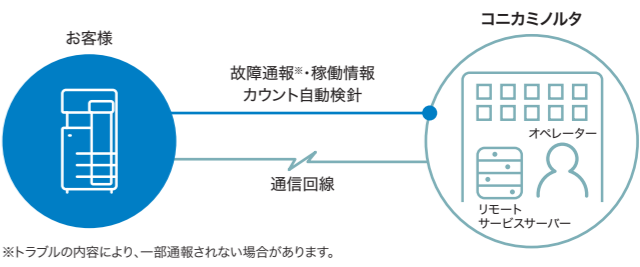 コニカミノルタ
お客様
故障通報※・稼働情報
カウント自動検針
オペレーター
通信回線
リモート
サービスサーバー
※トラブルの内容により、一部通報されない場合があります。